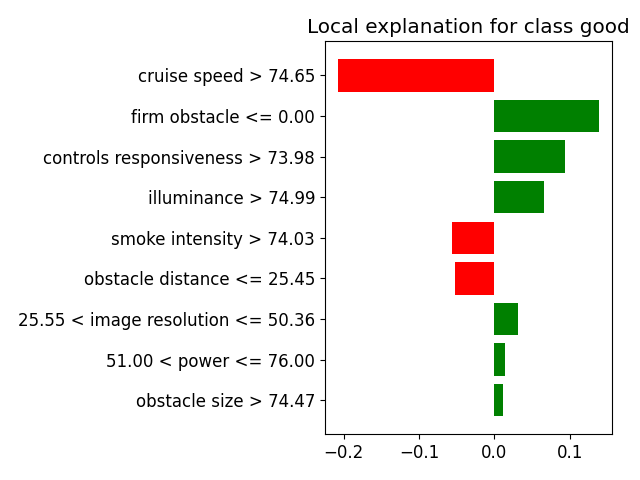 Local explanation for class good
cruise speed > 74.65
firm obstacle <= 0.00
controls responsiveness > 73.98
illuminance > 74.99
smoke intensity > 74.03
obstacle distance <= 25.45
25.55 < image resolution <= 50.36
51.00 < power <= 76.00
obstacle size > 74.47
−0.2 −0.1 0.0 0.1